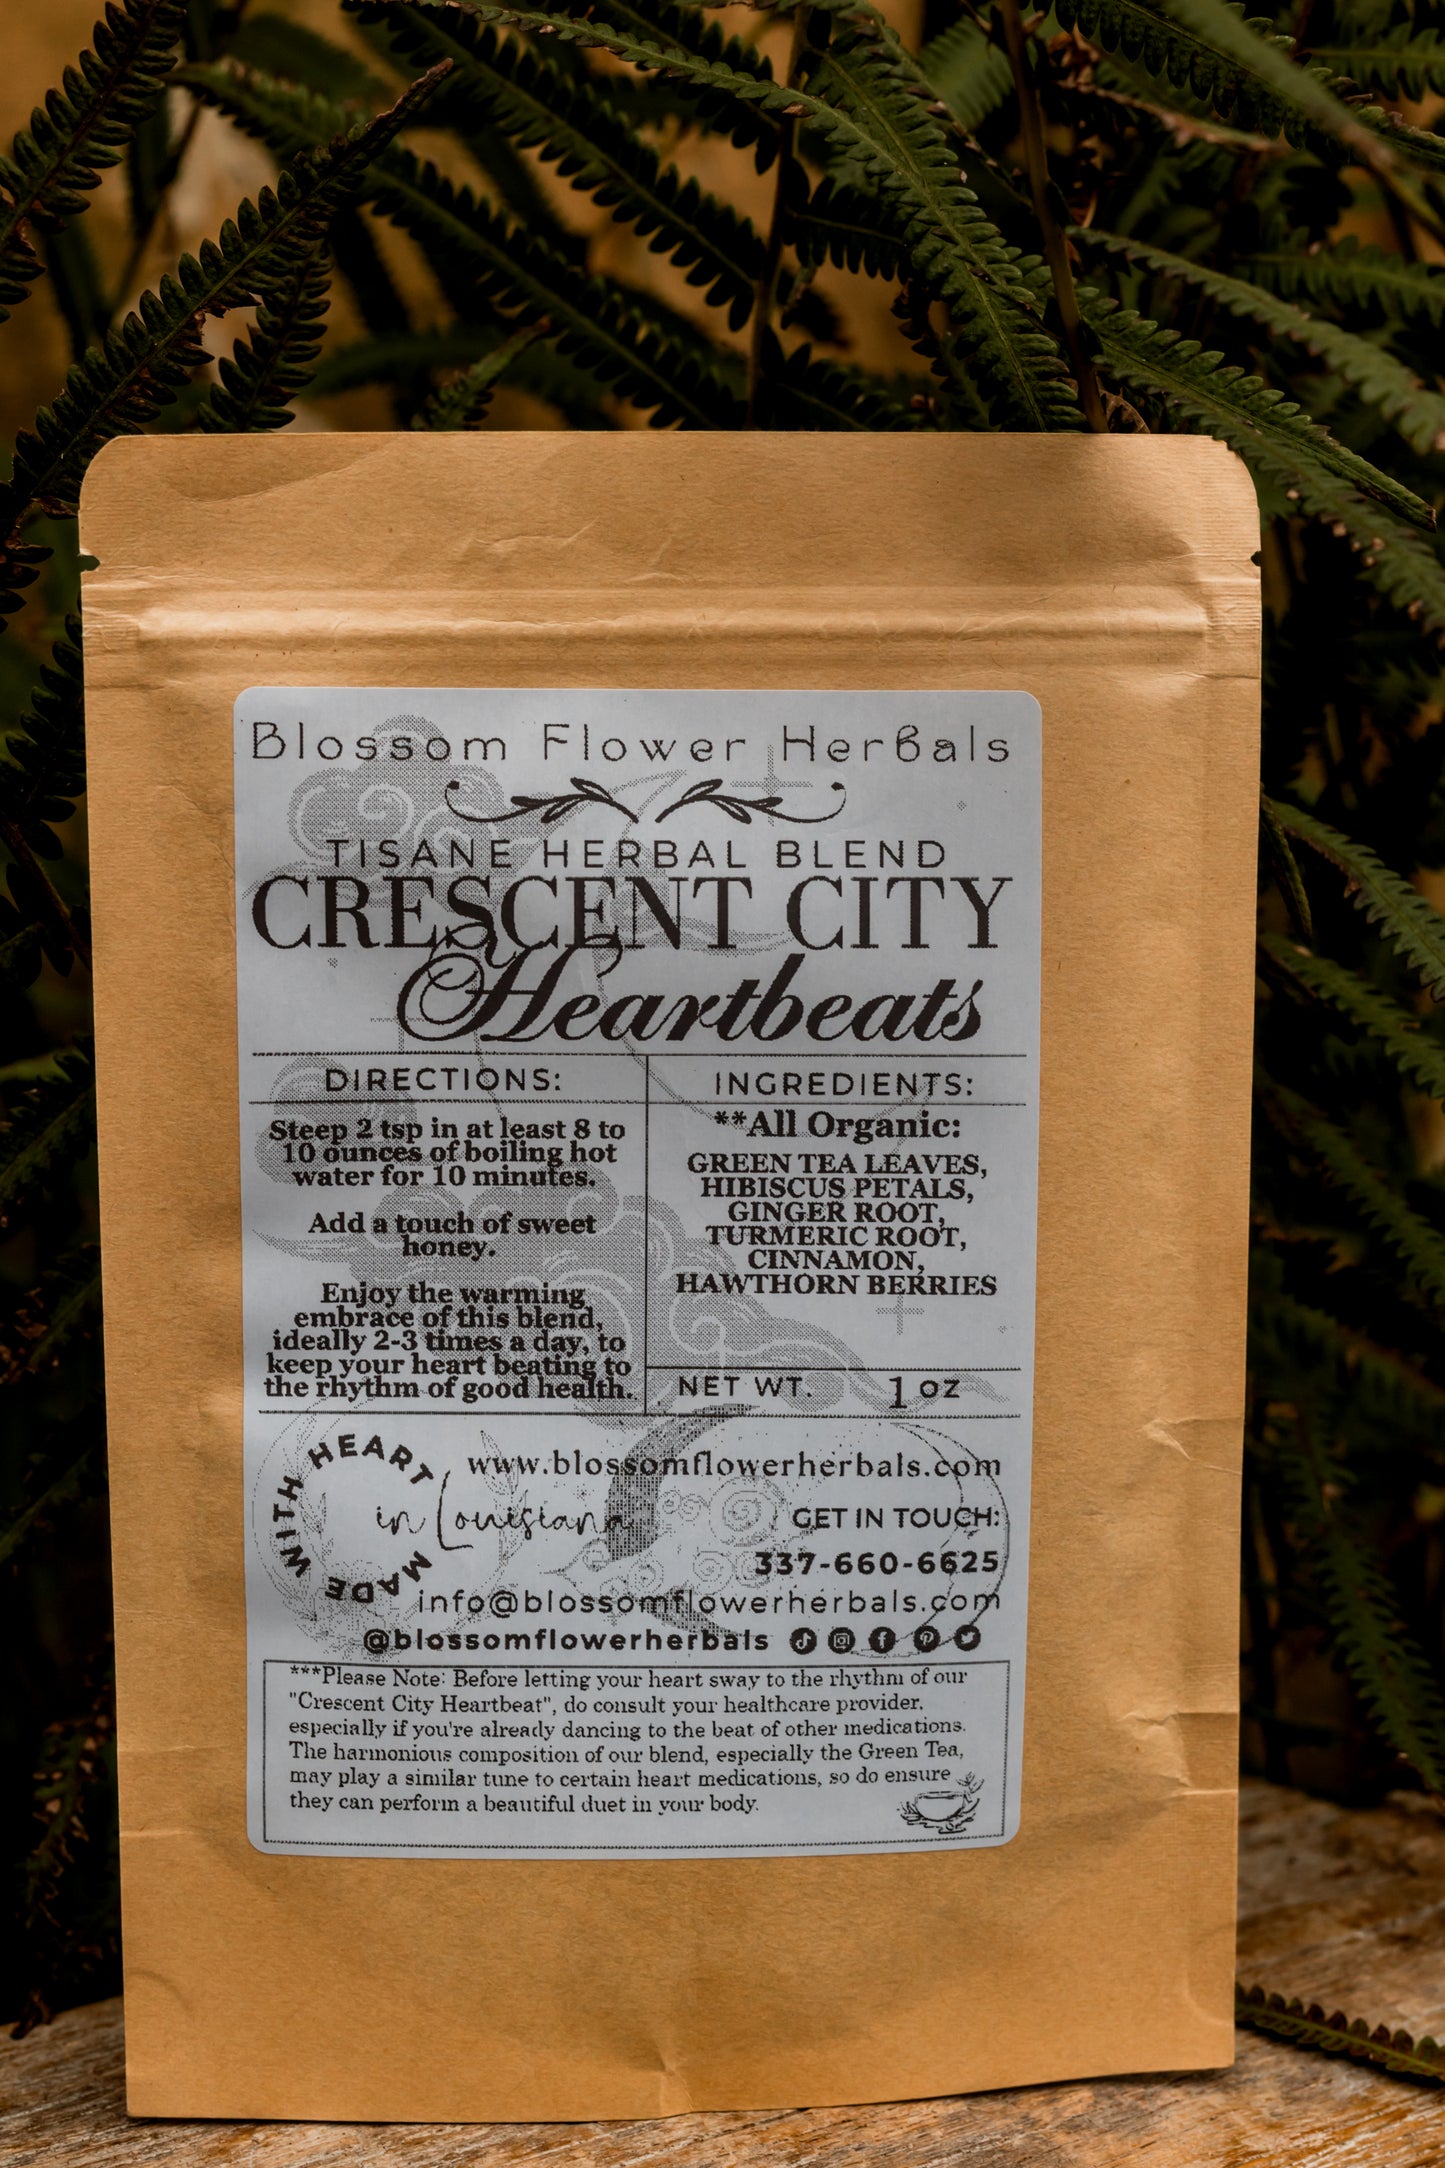 Blossom Flower Herbals
TISANE HERBAL BLEND
CRESCENT CITY
Heartbeats
DIRECTIONS:
Steep 2 tsp in at least 8 to
10 ounces of boiling hot
water for 10 minutes.
Add a touch of sweet
honey.
Enjoy the warming
embrace of this blend,
ideally 2-3 times a day, to
keep your heart beating to
the rhythm of good health.
INGREDIENTS:
**All Organic:
GREEN TEA LEAVES,
HIBISCUS PETALS,
GINGER ROOT,
TURMERIC ROOT,
CINNAMON,
HAWTHORN BERRIES
NET WT. 1 oz
MADE WITH HEART
in Louisiana
www.blossomflowerherbals.com
GET IN TOUCH:
337-660-6625
info@blossomflowerherbals.com
@blossomflowerherbals
***Please Note: Before letting your heart sway to the rhythm of our
"Crescent City Heartbeat", do consult your healthcare provider,
especially if you're already dancing to the beat of other medications.
The harmonious composition of our blend, especially the Green Tea,
may play a similar tune to certain heart medications, so do ensure
they can perform a beautiful duet in your body.